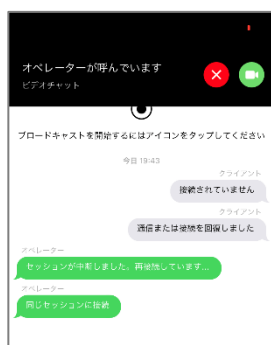 オペレーターが呼んでいます
ビデオチャット
ブロードキャストを開始するにはアイコンをタップしてください
今日 19:43
クライアント
接続されていません
クライアント
通信または接続を回復しました
オペレーター
セッションが中断しました。再接続しています...
オペレーター
同じセッションに接続